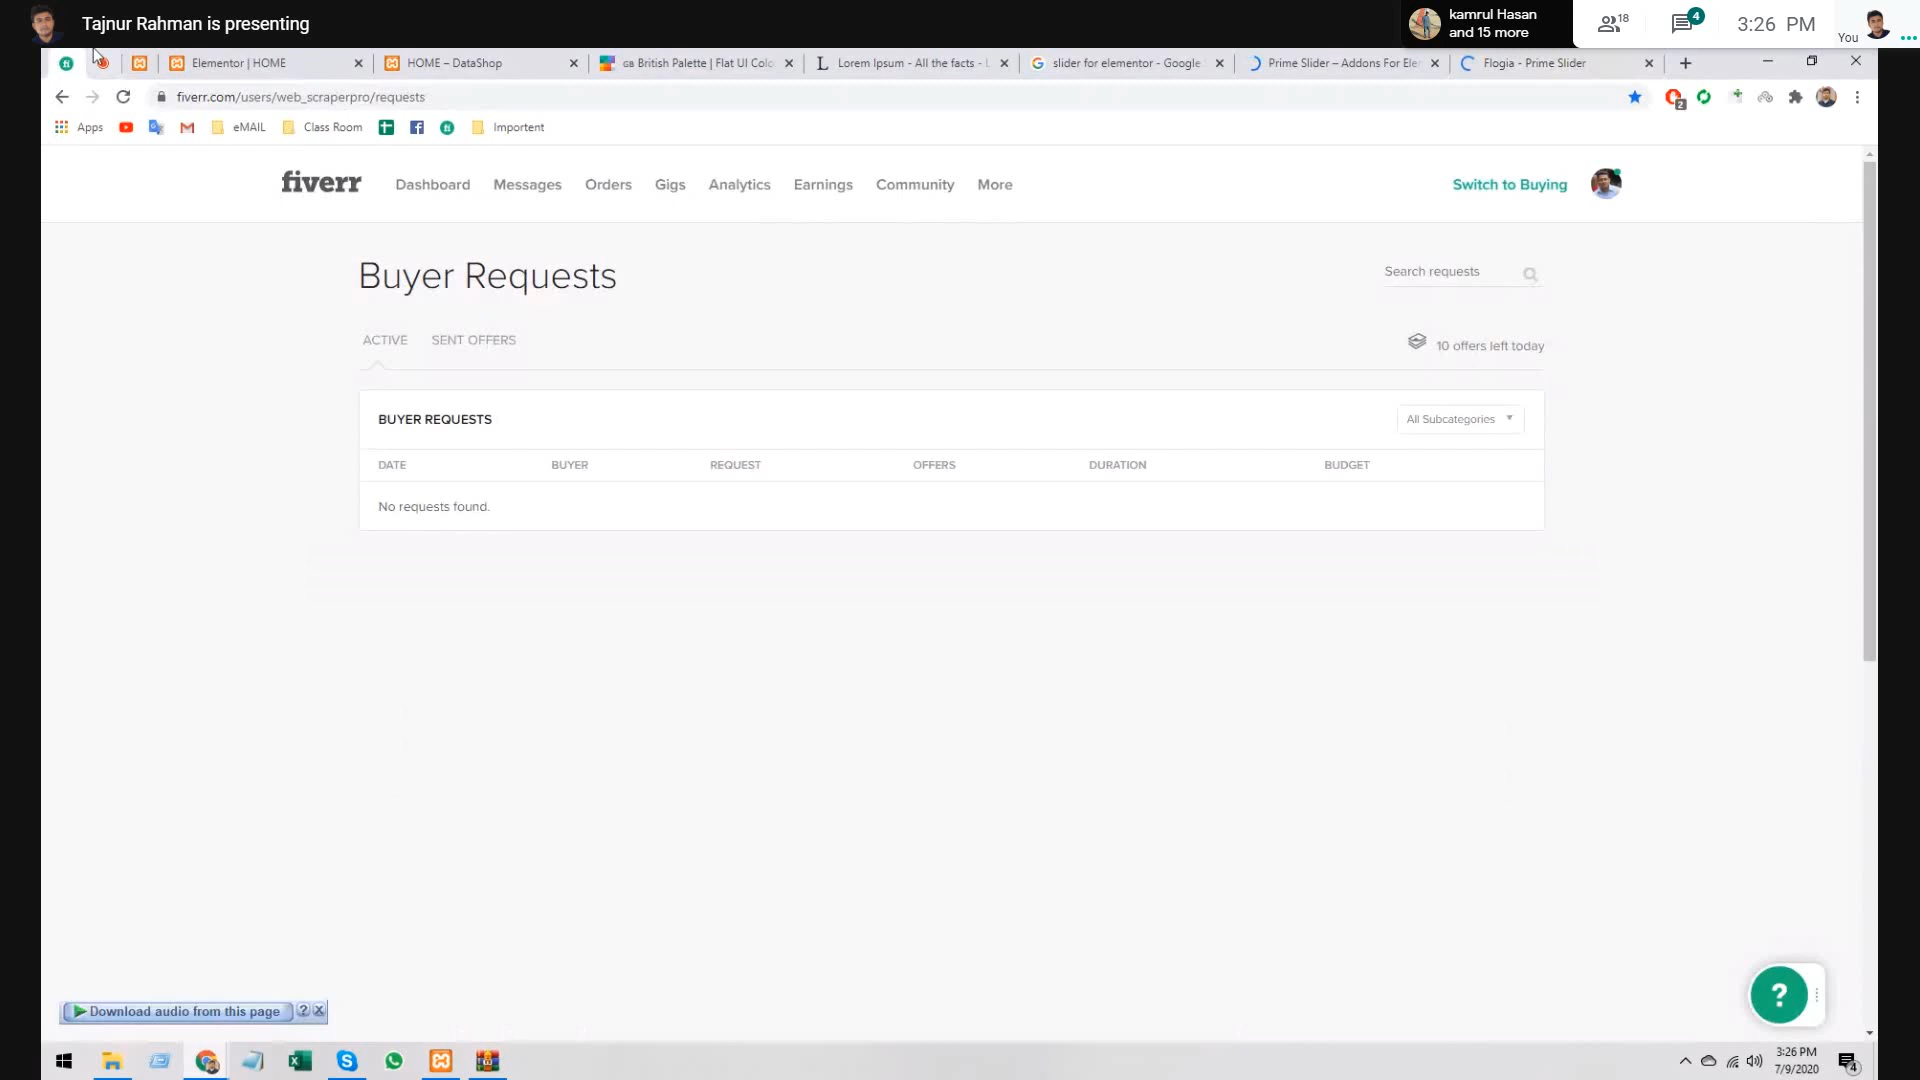 Tajnur Rahman is presenting
kamrul Hasan
and 15 more
18
4
3:26 PM
You
Elementor | HOME
HOME – DataShop
GB British Palette | Flat UI Colo
Lorem Ipsum - All the facts - L
slider for elementor - Google
Prime Slider – Addons For Ele
Flogia - Prime Slider
fiverr.com/users/web_scraperpro/requests
2
Apps
eMAIL
Class Room
Importent
fiverr
Dashboard
Messages
Orders
Gigs
Analytics
Earnings
Community
More
Switch to Buying
Buyer Requests
Search requests
ACTIVE
SENT OFFERS
10 offers left today
BUYER REQUESTS
All Subcategories
DATE
BUYER
REQUEST
OFFERS
DURATION
BUDGET
No requests found.
?
Download audio from this page
?
3:26 PM
7/9/2020
4